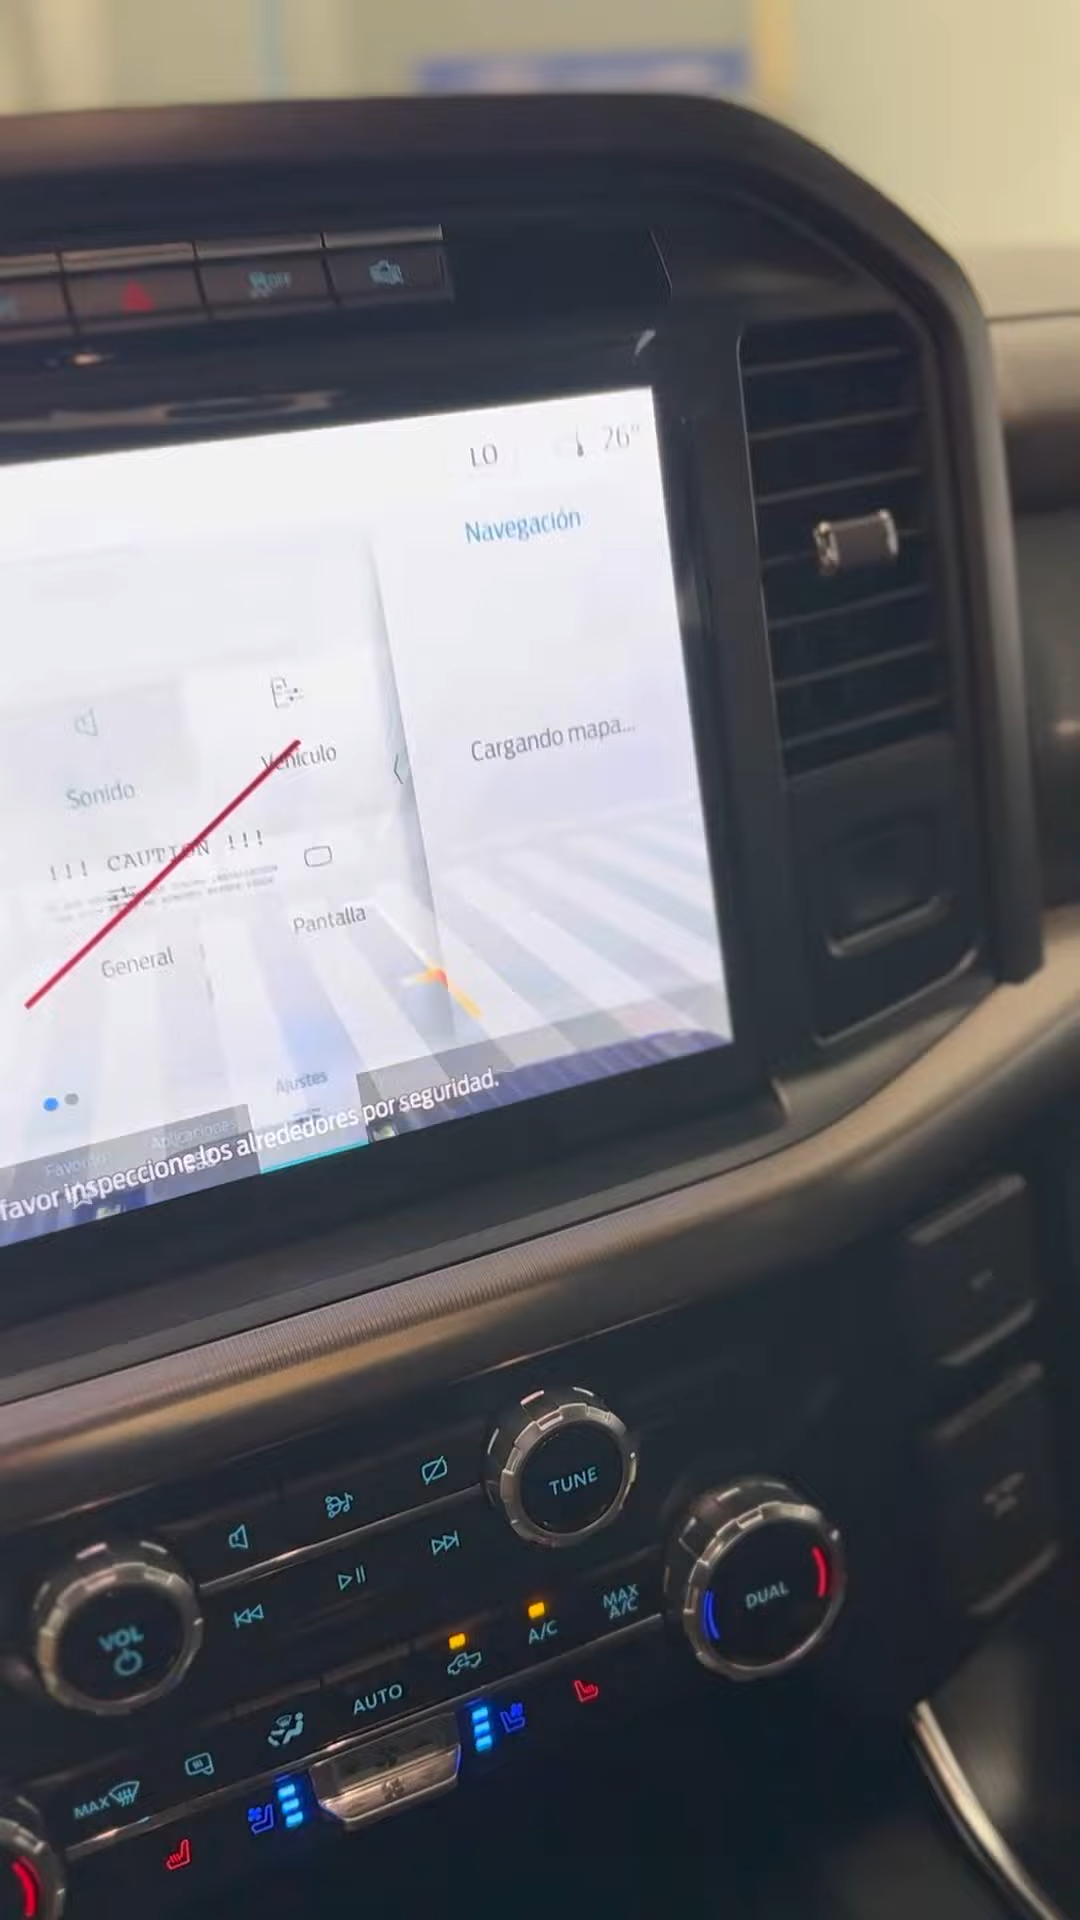 OFF
LO 26°
Navegación
Vehículo
Sonido
Cargando mapa...
!!! CAUTION !!!
Pantalla
General
Ajustes
Aplicaciones
favor inspeccione los alrededores por seguridad.
TUNE
DUAL
VOL
MAX
A/C
A/C
AUTO
MAX